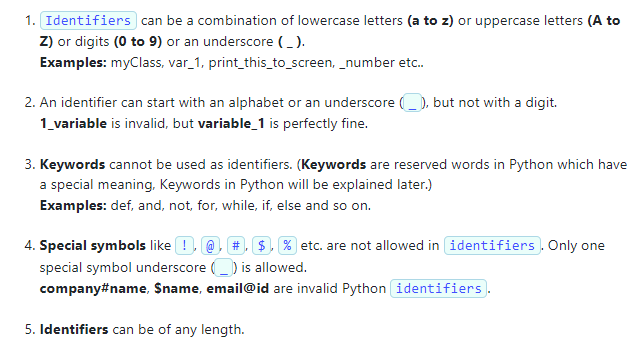 1. Identifiers can be a combination of lowercase letters (a to z) or uppercase letters (A to
Z) or digits (0 to 9) or an underscore ( _ ).
Examples: myClass, var_1, print_this_to_screen, _number etc..
2. An identifier can start with an alphabet or an underscore ( _ ), but not with a digit.
1_variable is invalid, but variable_1 is perfectly fine.
3. Keywords cannot be used as identifiers. (Keywords are reserved words in Python which have
a special meaning, Keywords in Python will be explained later.)
Examples: def, and, not, for, while, if, else and so on.
4. Special symbols like !, @, #, $, % etc. are not allowed in identifiers. Only one
special symbol underscore ( _ ) is allowed.
company#name, $name, email@id are invalid Python identifiers.
5. Identifiers can be of any length.